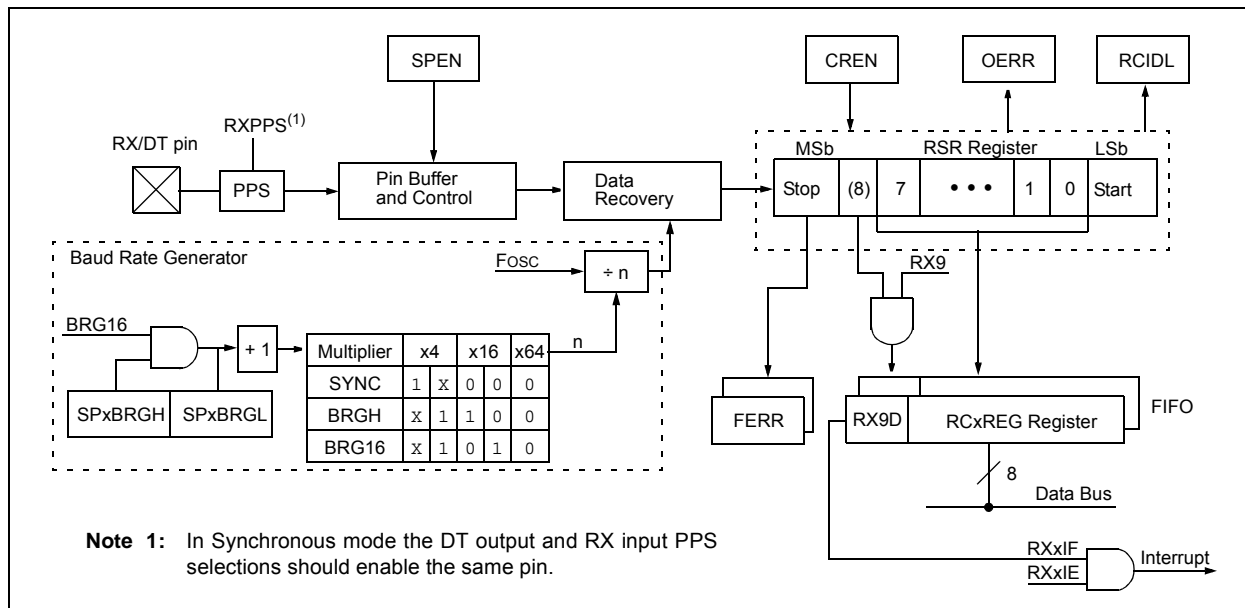 SPEN
CREN
OERR
RCIDL
RXPPS(1)
RX/DT pin
PPS
Pin Buffer
and Control
Data
Recovery
MSb
RSR Register
LSb
Stop (8) 7 • • • 1 0 Start
Baud Rate Generator
FOSC
÷ n
RX9
BRG16
+ 1
n
Multiplier x4 x16 x64
SYNC 1 X 0 0 0
BRGH X 1 1 0 0
BRG16 X 1 0 1 0
SPxBRGH SPxBRGL
FERR
RX9D
RCxREG Register
FIFO
8
Data Bus
Note 1: In Synchronous mode the DT output and RX input PPS
selections should enable the same pin.
RXxIF
RXxIE
Interrupt